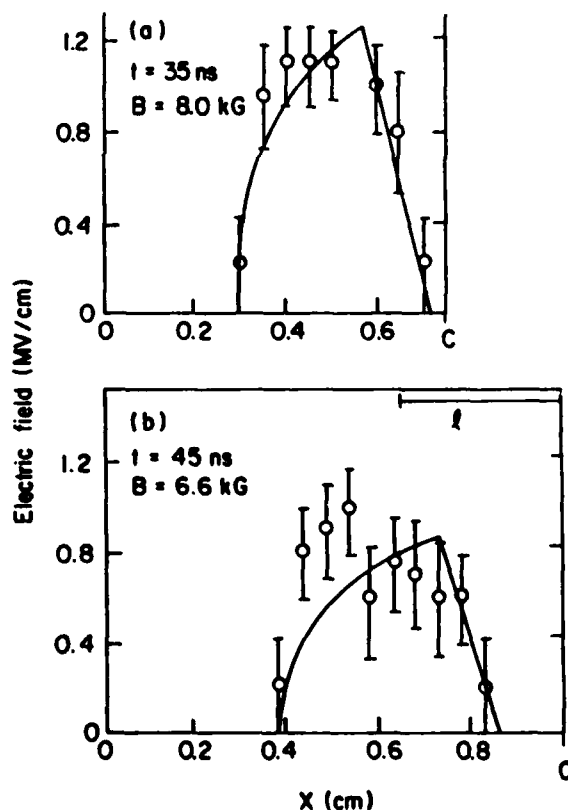 1.2
(a)
t = 35 ns
B = 8.0 kG
0.8
0.4
0
0 0.2 0.4 0.6 C
Electric field (MV/cm)
(b)
ℓ
t = 45 ns
B = 6.6 kG
1.2
0.8
0.4
0
0 0.2 0.4 0.6 0.8
X (cm)